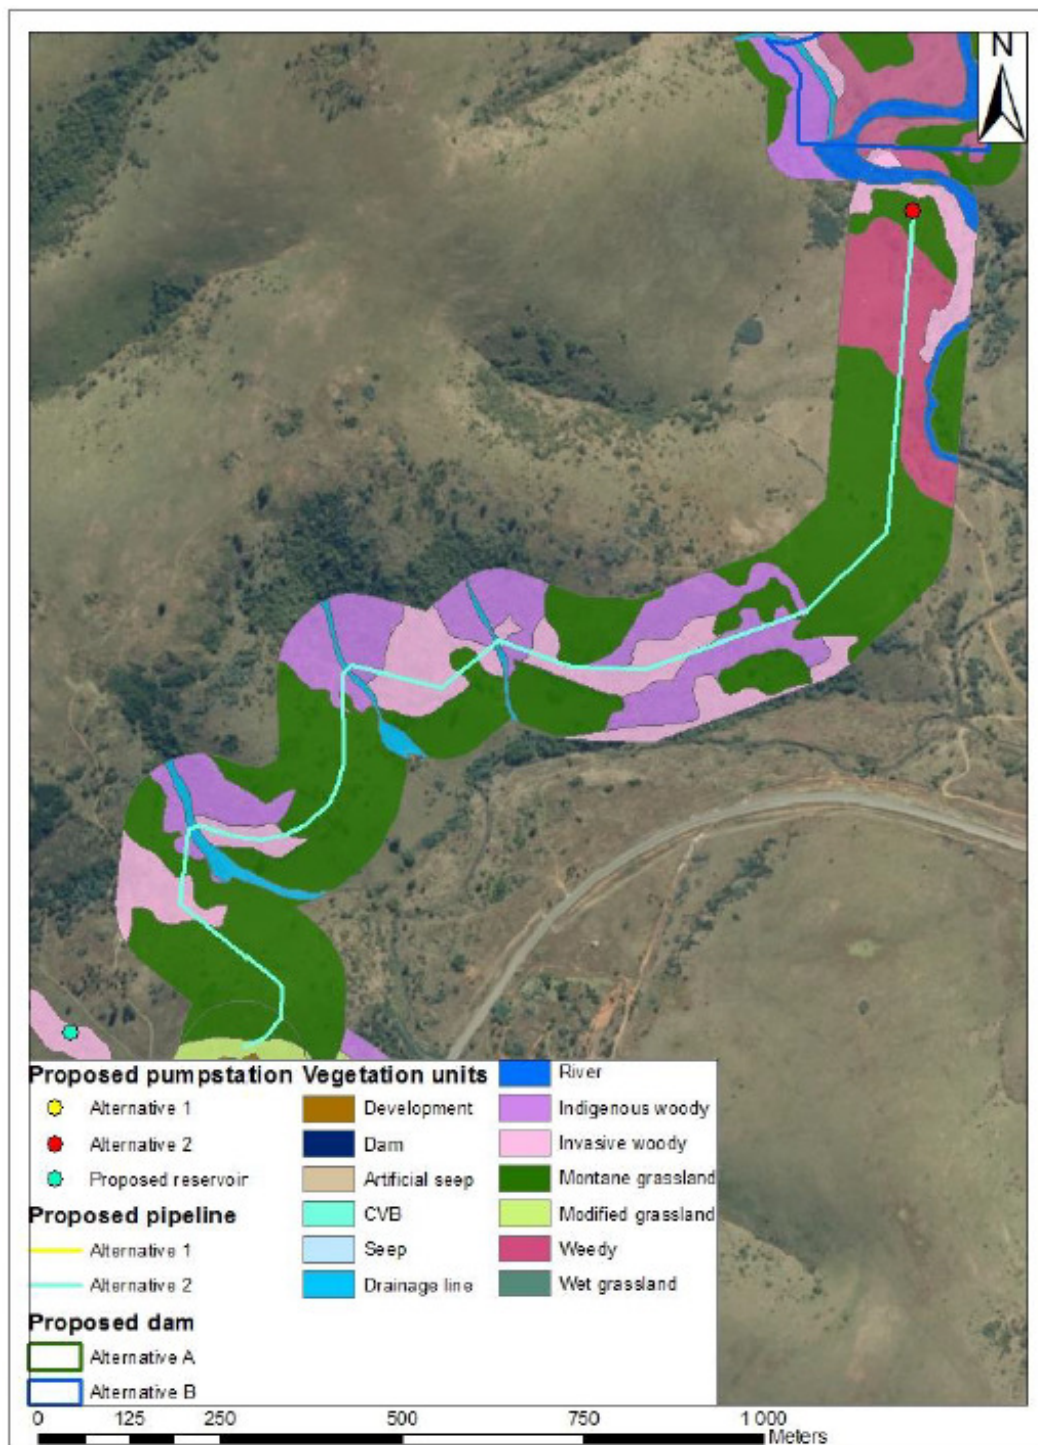 N
Proposed pumpstation
Alternative 1
Alternative 2
Proposed reservoir
Proposed pipeline
Alternative 1
Alternative 2
Proposed dam
Alternative A
Alternative B
Vegetation units
Development
Dam
Artificial seep
CVB
Seep
Drainage line
River
Indigenous woody
Invasive woody
Montane grassland
Modified grassland
Weedy
Wet grassland
0 125 250 500 750 1 000
Meters